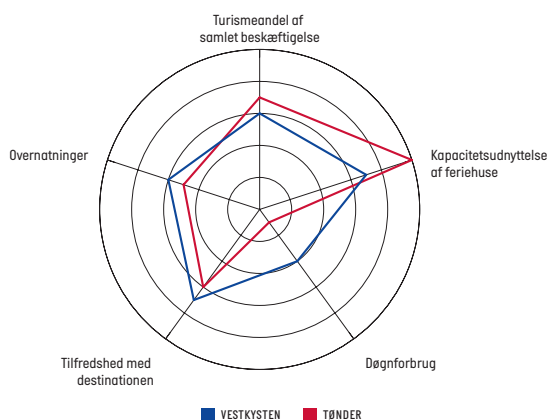 Turismeandel af
samlet beskæftigelse
Overnatninger
Kapacitetsudnyttelse
af feriehuse
Tilfredshed med
destinationen
Døgnforbrug
VESTKYSTEN
TØNDER